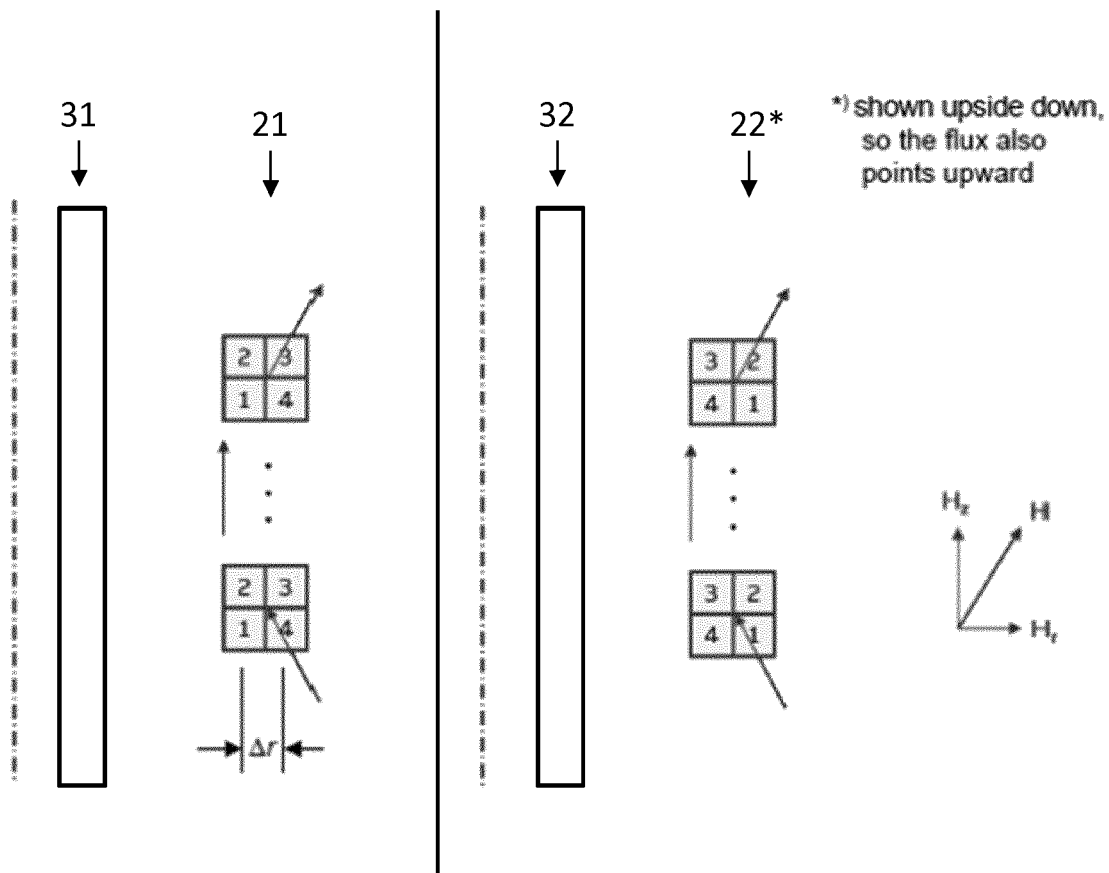 31
21
32
22*
*) shown upside down,
so the flux also
points upward
2 3
1 4
3 2
4 1
2 3
1 4
3 2
4 1
Hz
H
Hr
Δr